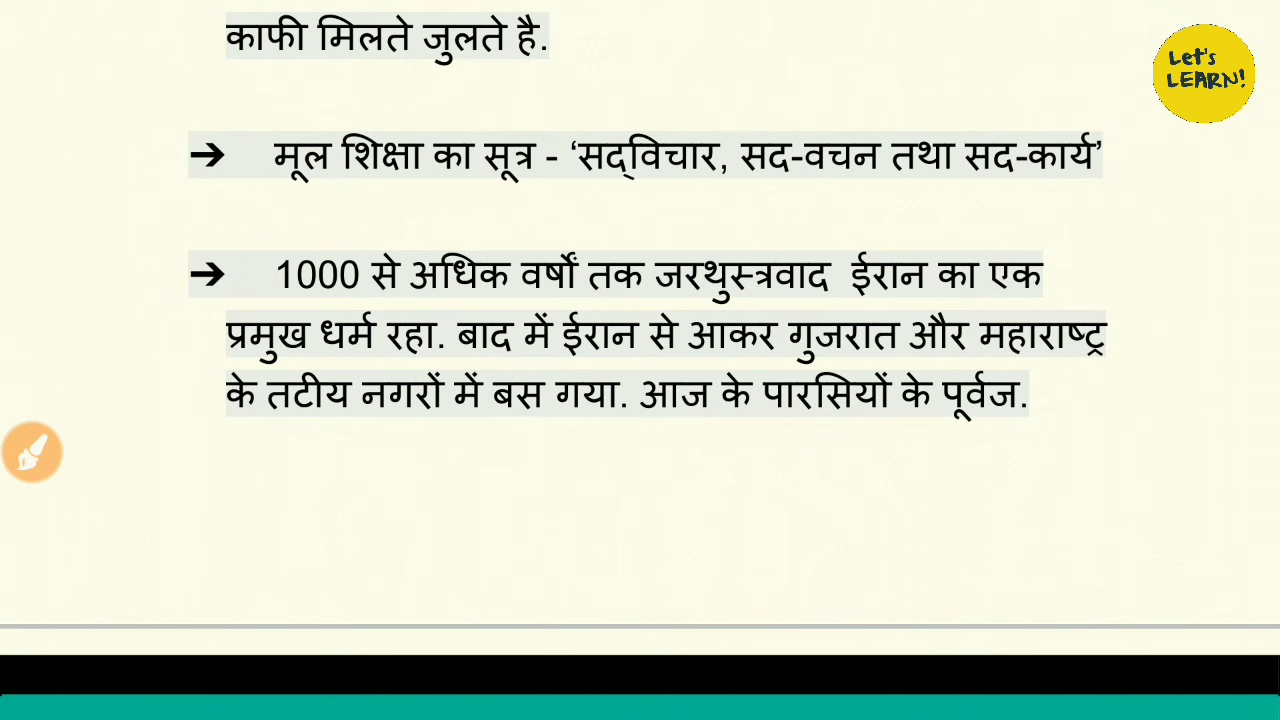 काफी मिलते जुलते है.
Let's
LEARN!
➔ मूल शिक्षा का सूत्र - ‘सद्‌विचार, सद-वचन तथा सद-कार्य’
➔ 1000 से अधिक वर्षों तक जरथुस्त्रवाद ईरान का एक
प्रमुख धर्म रहा. बाद में ईरान से आकर गुजरात और महाराष्ट्र
के तटीय नगरों में बस गया. आज के पारसियों के पूर्वज.